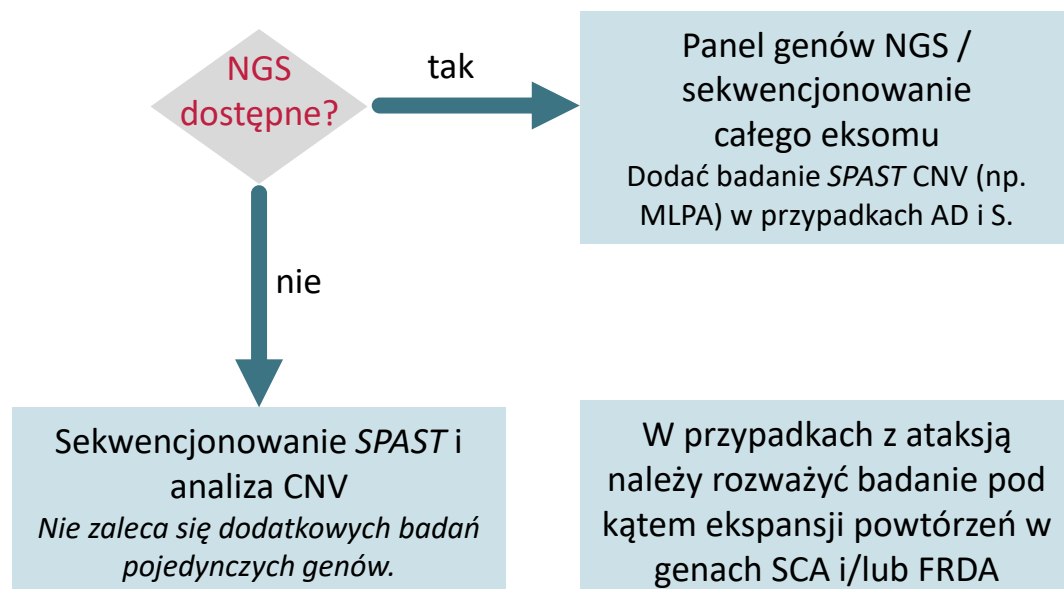 NGS
dostępne?
tak
Panel genów NGS /
sekwencjonowanie
całego eksomu
Dodać badanie SPAST CNV (np.
MLPA) w przypadkach AD i S.
nie
Sekwencjonowanie SPAST i
analiza CNV
Nie zaleca się dodatkowych badań
pojedynczych genów.
W przypadkach z ataksją
należy rozważyć badanie pod
kątem ekspansji powtórzeń w
genach SCA i/lub FRDA